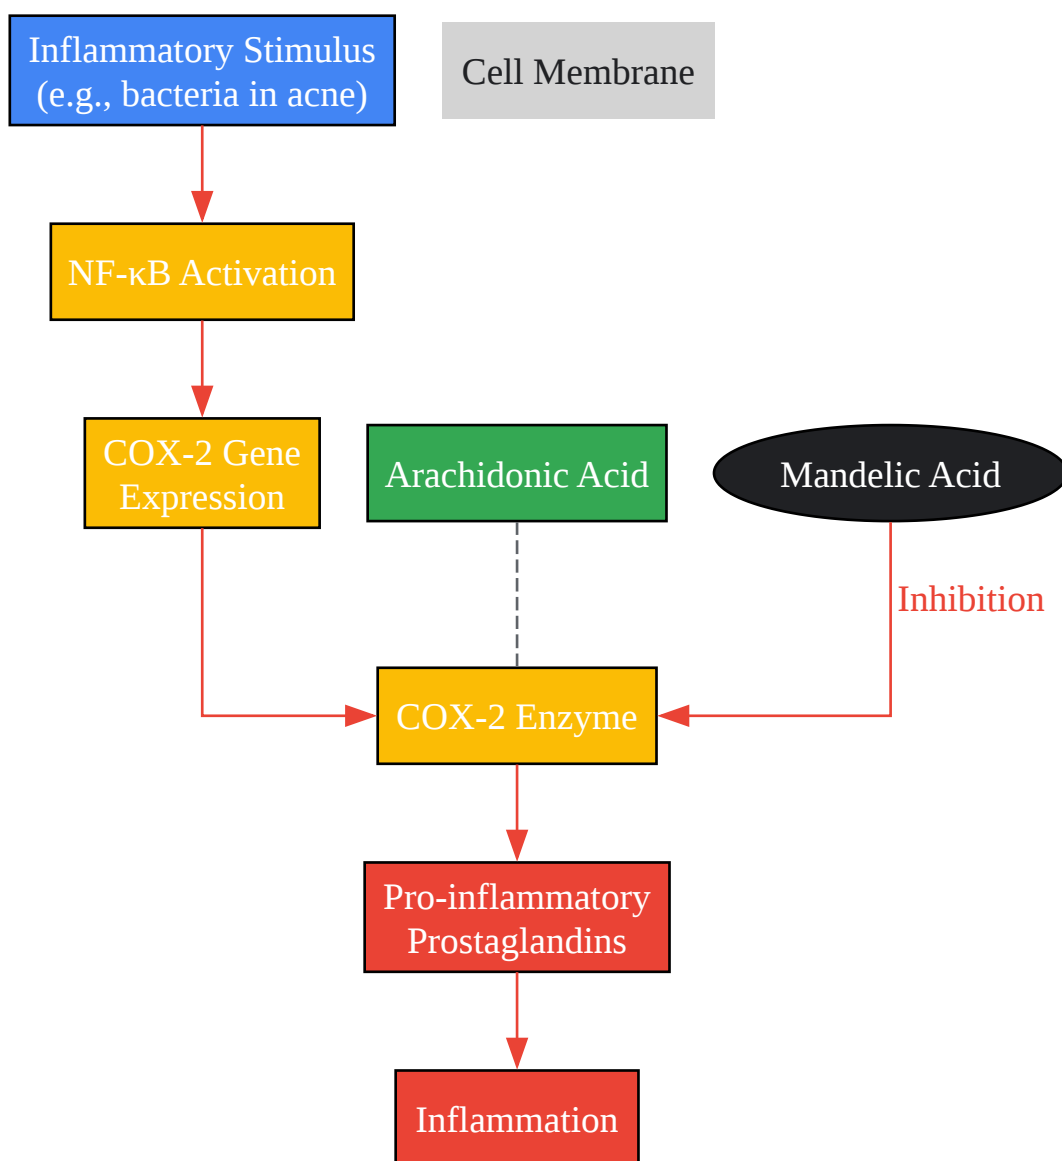 Inflammatory Stimulus
(e.g., bacteria in acne)
Cell Membrane
NF-κB Activation
COX-2 Gene
Expression
Arachidonic Acid
Mandelic Acid
Inhibition
COX-2 Enzyme
Pro-inflammatory
Prostaglandins
Inflammation